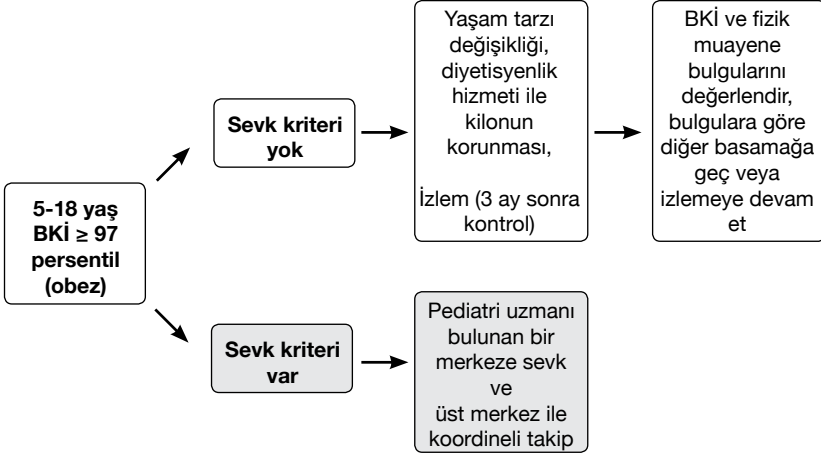 5-18 yaş
BKİ ≥ 97
persentil
(obez)
Sevk kriteri
yok
Yaşam tarzı
değişikliği,
diyetisyenlik
hizmeti ile
kilonun
korunması,
İzlem (3 ay sonra
kontrol)
BKİ ve fizik
muayene
bulgularını
değerlendir,
bulgulara göre
diğer basamağa
geç veya
izlemeye devam
et
Sevk kriteri
var
Pediatri uzmanı
bulunan bir
merkeze sevk
ve
üst merkez ile
koordineli takip